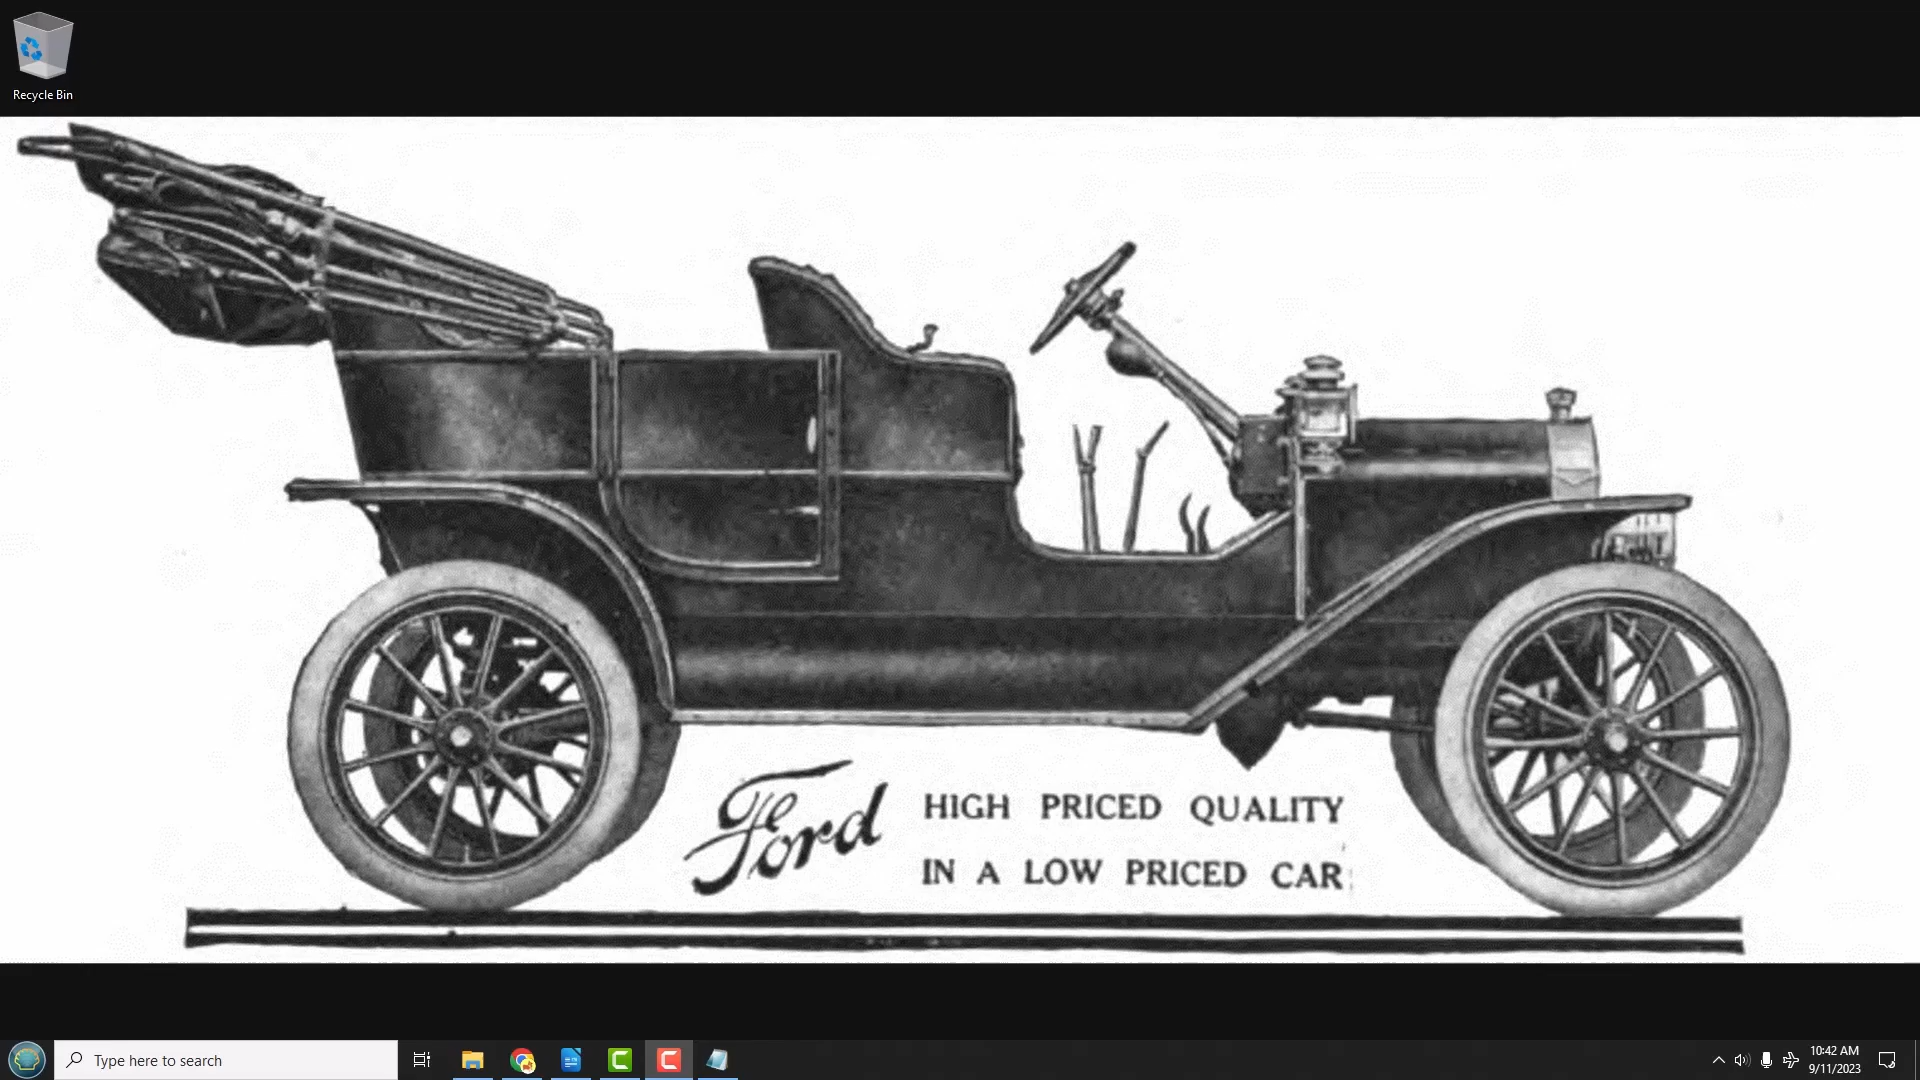 Recycle Bin
Ford
HIGH PRICED QUALITY
IN A LOW PRICED CAR
Type here to search
10:42 AM
9/11/2023